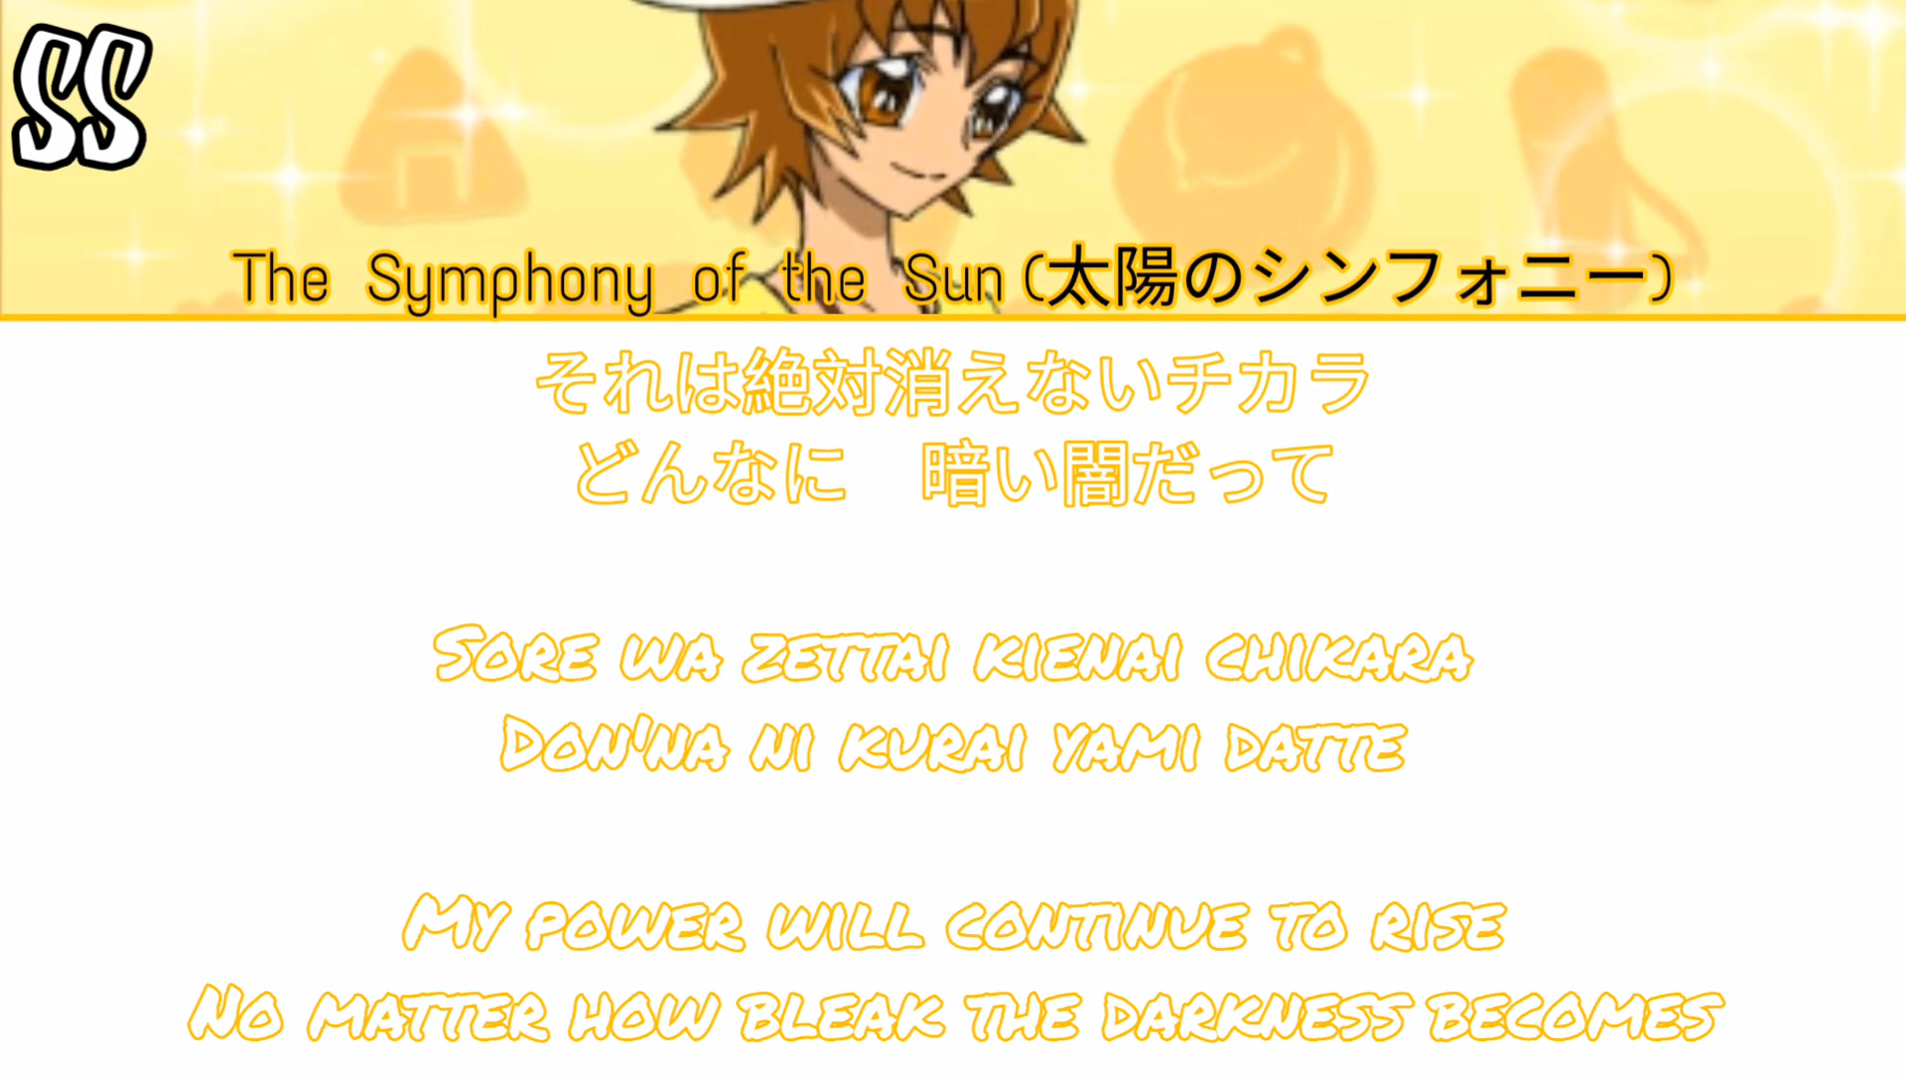 SS
The Symphony of the Sun (太陽のシンフォニー)
それは絶対消えないチカラ
どんなに　暗い闇だって
Sore wa zettai kienai chikara
Don'na ni kurai yami datte
My power will continue to rise
No matter how bleak the darkness becomes